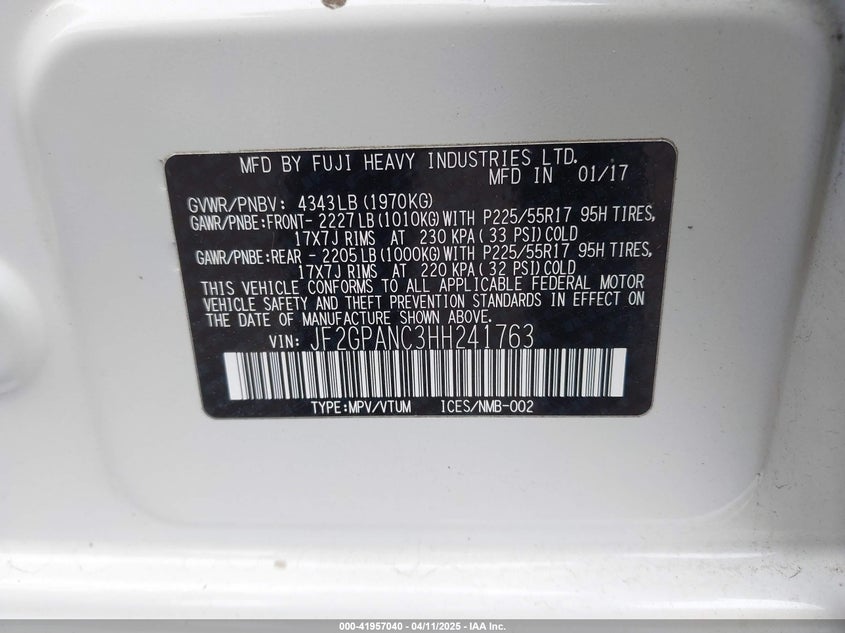 MFD BY FUJI HEAVY INDUSTRIES LTD.
MFD IN 01/17
GVWR/PNBV: 4343LB(1970KG)
GAWR/PNBE:FRONT- 2227LB(1010KG)WITH P225/55R17 95H TIRES,
17X7J RIMS AT 230 KPA( 33 PSI)COLD
GAWR/PNBE:REAR - 2205LB(1000KG)WITH P225/55R17 95H TIRES,
17X7J RIMS AT 220 KPA( 32 PSI)COLD
THIS VEHICLE CONFORMS TO ALL APPLICABLE FEDERAL MOTOR
VEHICLE SAFETY AND THEFT PREVENTION STANDARDS IN EFFECT ON
THE DATE OF MANUFACTURE SHOWN ABOVE.
VIN: JF2GPANC3HH241763
TYPE:MPV/VTUM ICES/NMB-002
000-41957040 - 04/11/2025 - IAA Inc.